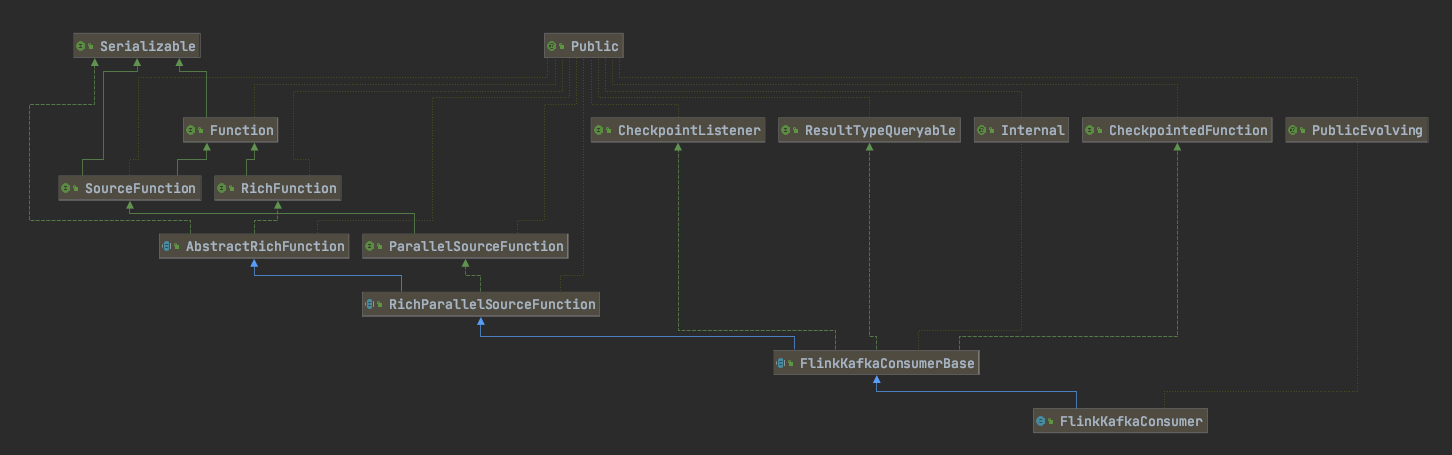 Serializable
Public
Function
CheckpointListener
ResultTypeQueryable
Internal
CheckpointedFunction
PublicEvolving
SourceFunction
RichFunction
AbstractRichFunction
ParallelSourceFunction
RichParallelSourceFunction
FlinkKafkaConsumerBase
FlinkKafkaConsumer